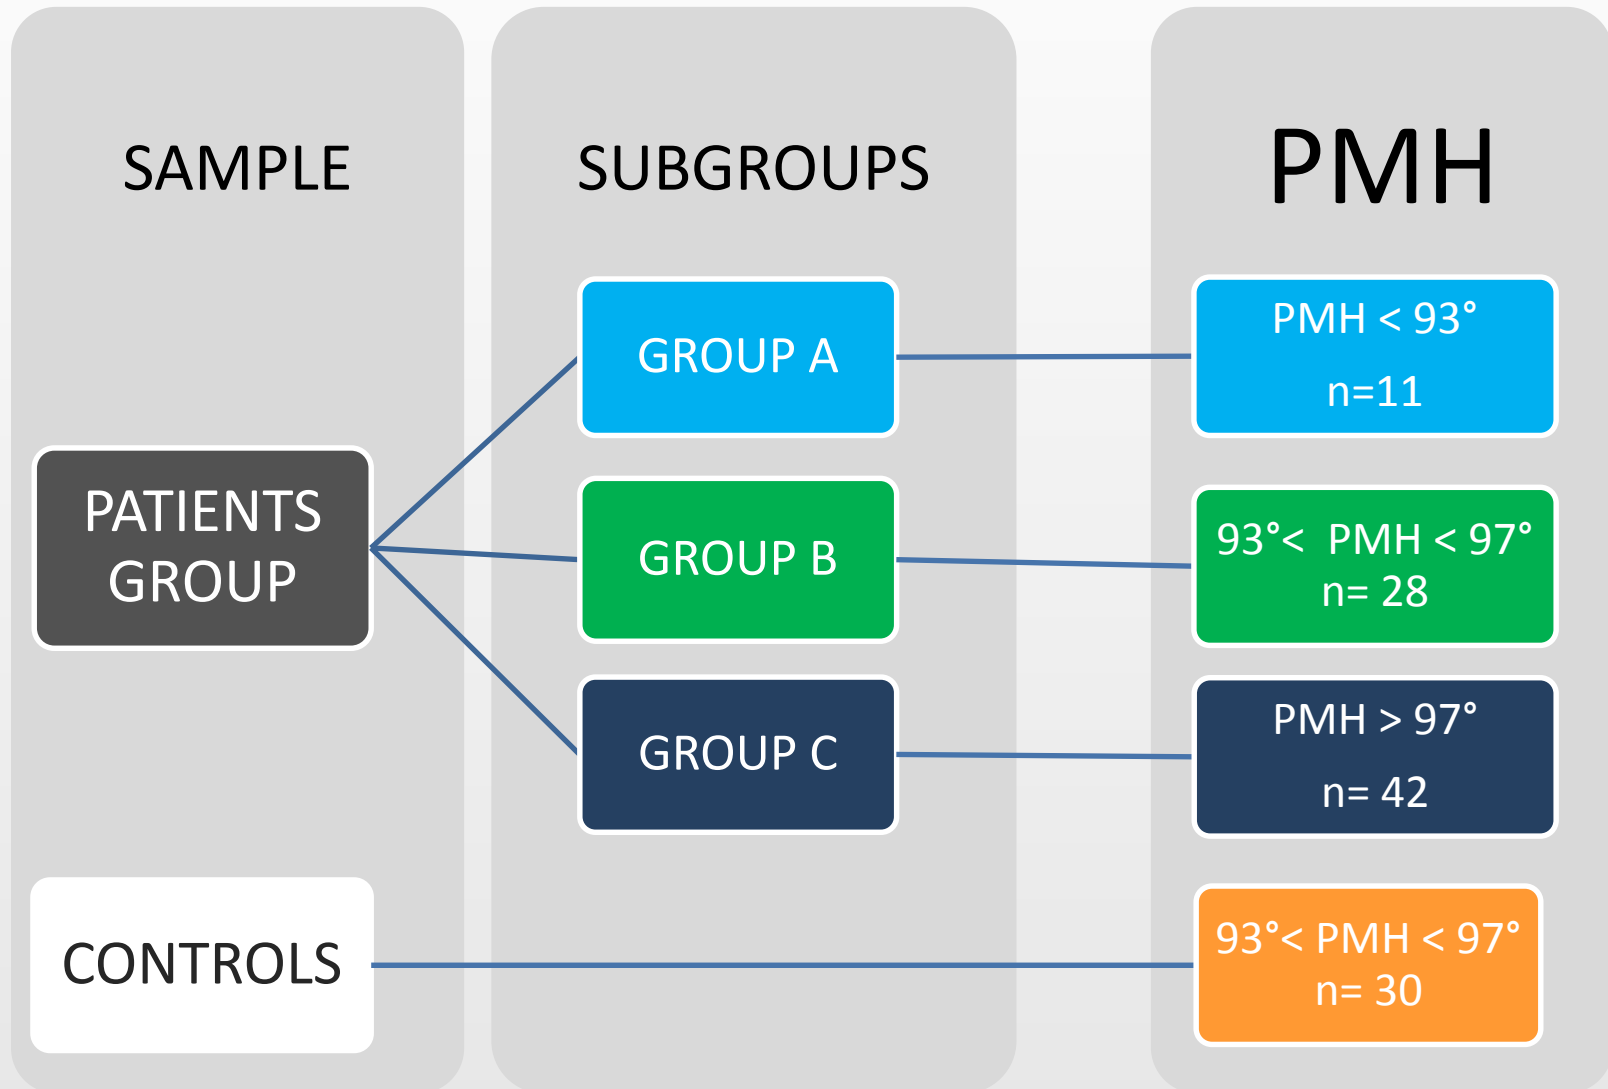 SAMPLE
SUBGROUPS
PMH
GROUP A
PMH < 93°
n=11
PATIENTS
GROUP
GROUP B
93°<  PMH < 97°
n= 28
GROUP C
PMH > 97°
n= 42
CONTROLS
93°< PMH < 97°
n= 30